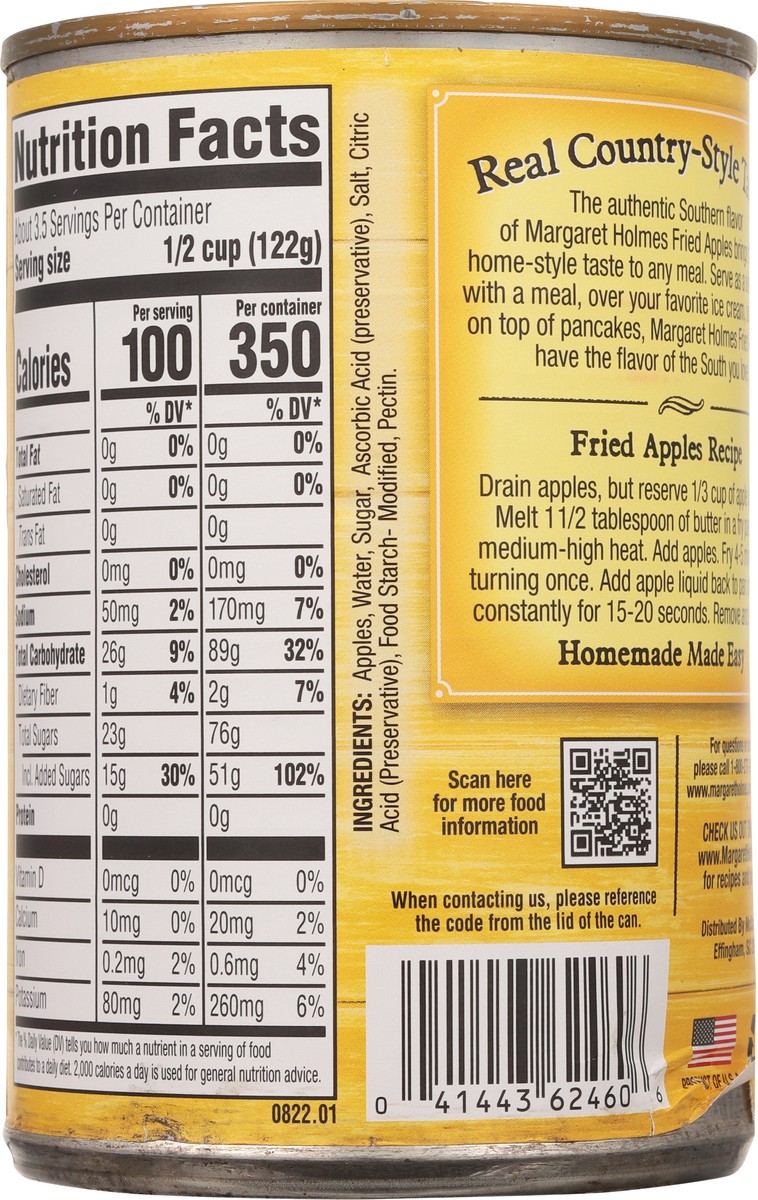 Nutrition Facts
About 3.5 Servings Per Container
Serving size 1/2 cup (122g)
Per serving Per container
Calories 100 350
% DV* % DV*
Total Fat 0g 0% 0g 0%
Saturated Fat 0g 0% 0g 0%
Trans Fat 0g 0g
Cholesterol 0mg 0% 0mg 0%
Sodium 50mg 2% 170mg 7%
Total Carbohydrate 26g 9% 89g 32%
Dietary Fiber 1g 4% 2g 7%
Total Sugars 23g 76g
Incl. Added Sugars 15g 30% 51g 102%
Protein 0g 0g
Vitamin D 0mcg 0% 0mcg 0%
Calcium 10mg 0% 20mg 2%
Iron 0.2mg 2% 0.6mg 4%
Potassium 80mg 2% 260mg 6%
*The % Daily Value (DV) tells you how much a nutrient in a serving of food
contributes to a daily diet. 2,000 calories a day is used for general nutrition advice.
0822.01
INGREDIENTS: Apples, Water, Sugar, Ascorbic Acid (preservative), Salt, Citric
Acid (Preservative), Food Starch- Modified, Pectin.
Real Country-Style
The authentic Southern flavor
of Margaret Holmes Fried Apples
home-style taste to any meal. Serve as a
with a meal, over your favorite ice cream,
on top of pancakes, Margaret Holmes
have the flavor of the South you
Fried Apples Recipe
Drain apples, but reserve 1/3 cup of
Melt 11/2 tablespoon of butter in a
medium-high heat. Add apples. Fry 4-5
turning once. Add apple liquid back to
constantly for 15-20 seconds. Remove
Homemade Made Easy
Scan here
for more food
information
For questions
please call
CHECK US OUT
for recipes
Distributed By
Effingham,
When contacting us, please reference
the code from the lid of the can.
0 41443 62460 6
PRODUCT OF U.S.A.